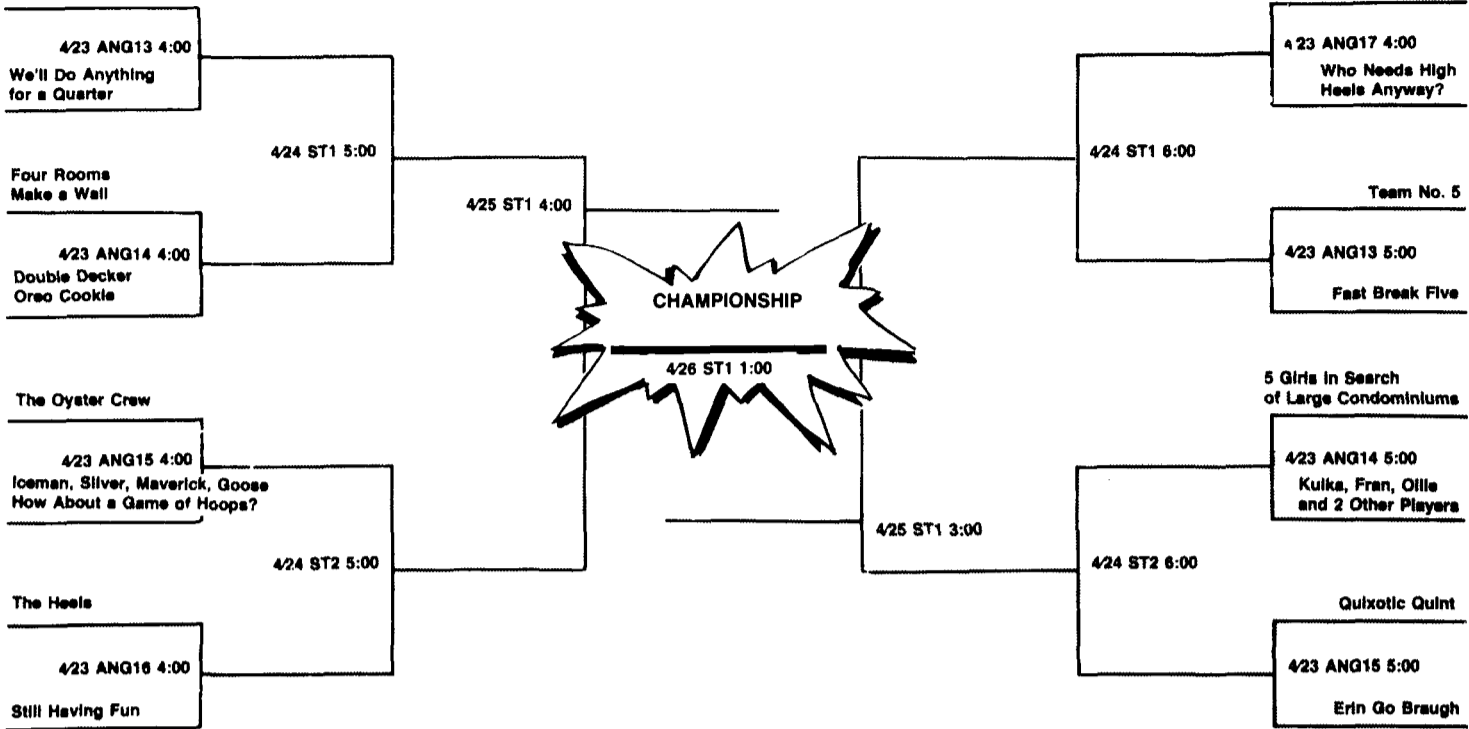 4/23 ANG13 4:00
We'll Do Anything
for a Quarter
4/24 ST1 5:00
Four Rooms
Make a Wall
4/23 ANG14 4:00
Double Decker
Oreo Cookie
4/25 ST1 4:00
The Oyster Crew
4/23 ANG15 4:00
Iceman, Silver, Maverick, Goose
How About a Game of Hoops?
4/24 ST2 5:00
The Heels
4/23 ANG16 4:00
Still Having Fun
CHAMPIONSHIP
4/26 ST1 1:00
4 23 ANG17 4:00
Who Needs High
Heels Anyway?
4/24 ST1 6:00
Team No. 5
4/23 ANG13 5:00
Fast Break Five
5 Girls in Search
of Large Condominiums
4/23 ANG14 5:00
Kulka, Fran, Ollie
and 2 Other Players
4/25 ST1 3:00
4/24 ST2 6:00
Quixotic Quint
4/23 ANG15 5:00
Erin Go Braugh